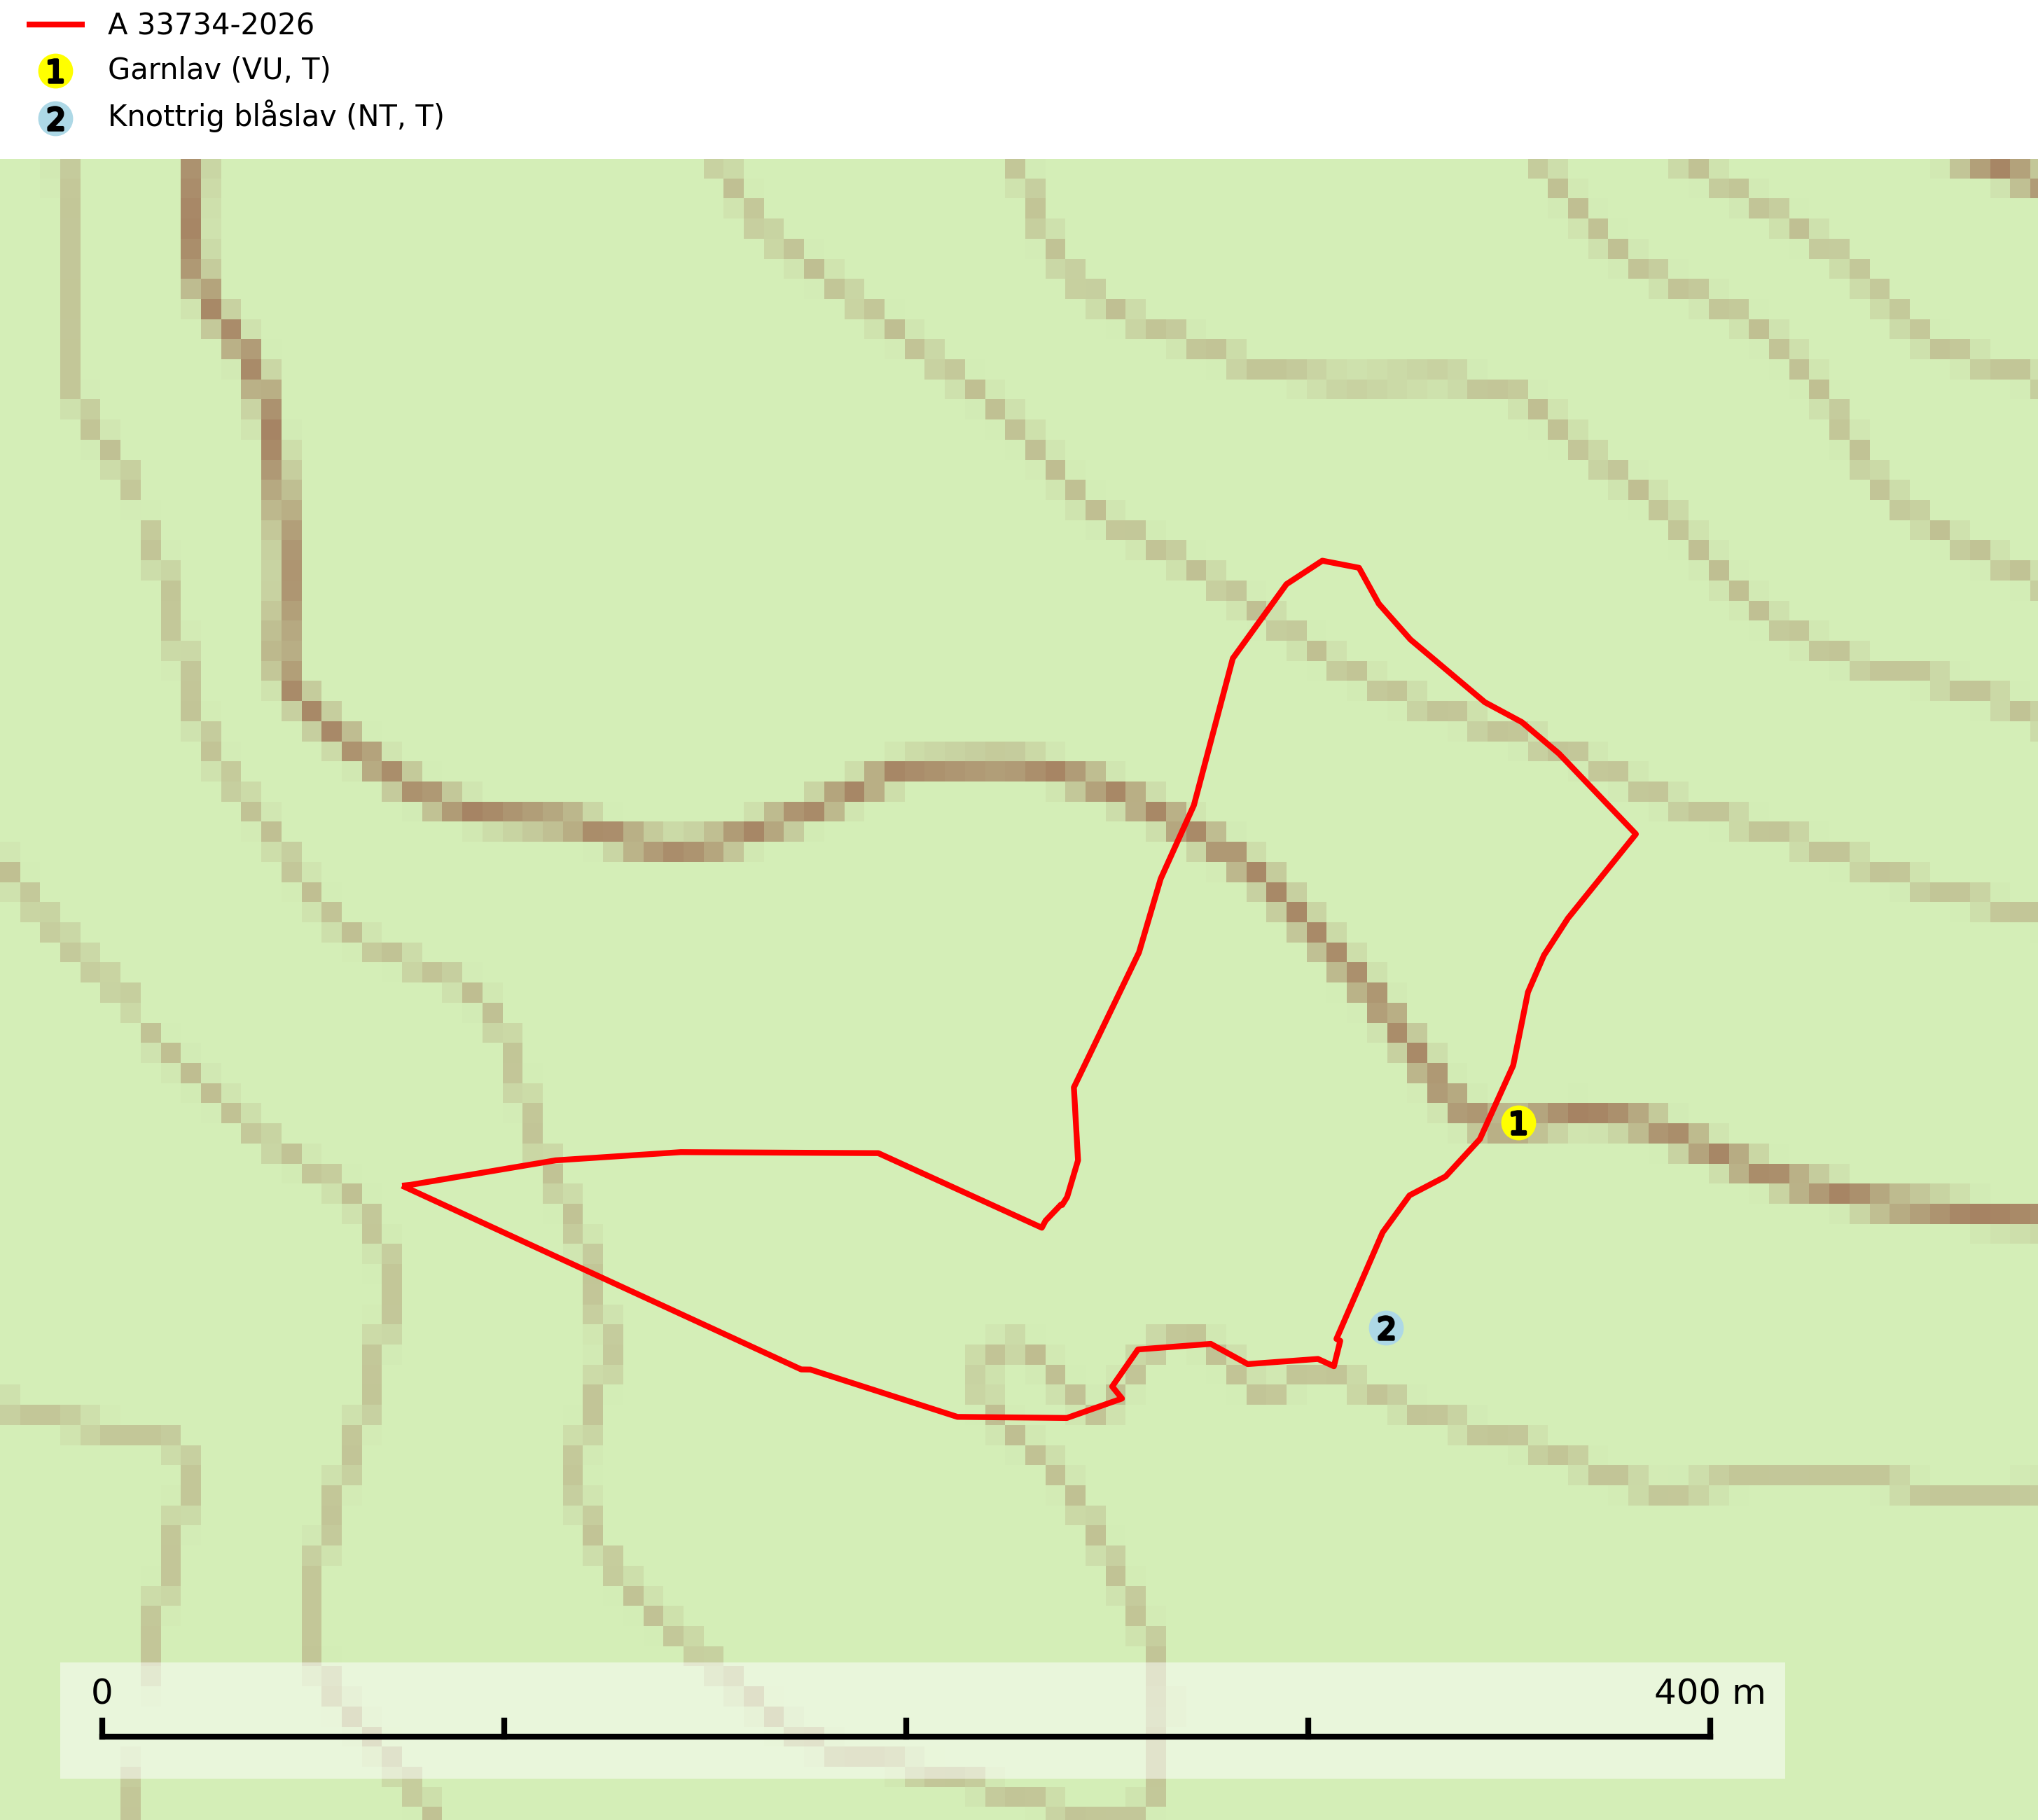 A 33734-2026
1 Garnlav (VU, T)
2 Knottrig blåslav (NT, T)
1
2
0 400 m